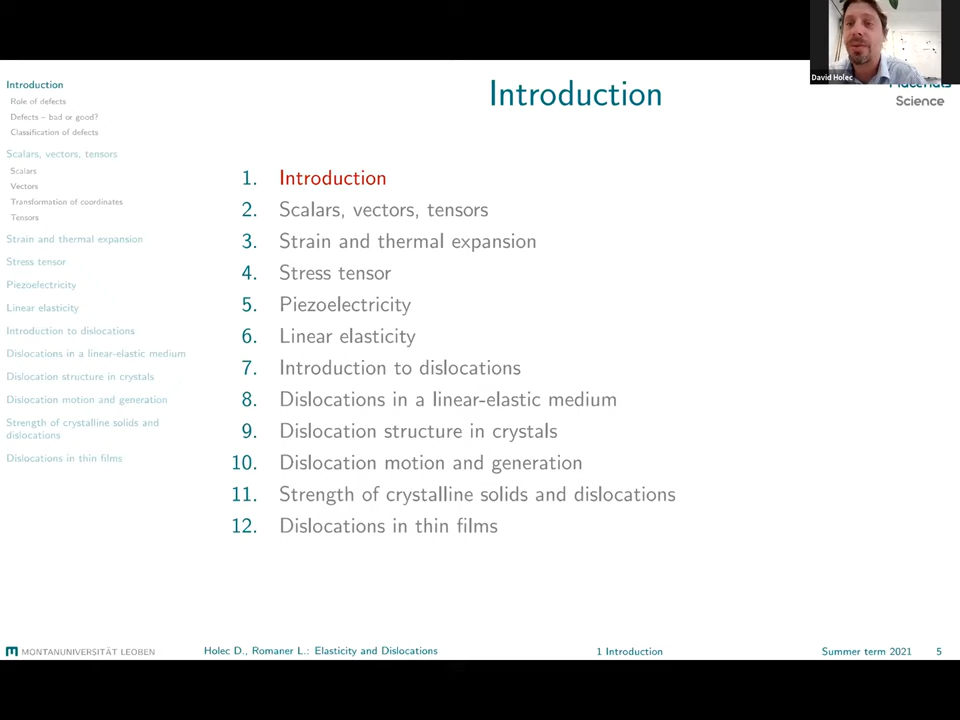 David Holec
Introduction
Science
Introduction
Role of defects
Defects – bad or good?
Classification of defects
Scalars, vectors, tensors
Scalars
Vectors
Transformation of coordinates
Tensors
Strain and thermal expansion
Stress tensor
Piezoelectricity
Linear elasticity
Introduction to dislocations
Dislocations in a linear-elastic medium
Dislocation structure in crystals
Dislocation motion and generation
Strength of crystalline solids and
dislocations
Dislocations in thin films
1. Introduction
2. Scalars, vectors, tensors
3. Strain and thermal expansion
4. Stress tensor
5. Piezoelectricity
6. Linear elasticity
7. Introduction to dislocations
8. Dislocations in a linear-elastic medium
9. Dislocation structure in crystals
10. Dislocation motion and generation
11. Strength of crystalline solids and dislocations
12. Dislocations in thin films
MONTANUNIVERSITÄT LEOBEN
Holec D., Romaner L.: Elasticity and Dislocations
1 Introduction
Summer term 2021
5